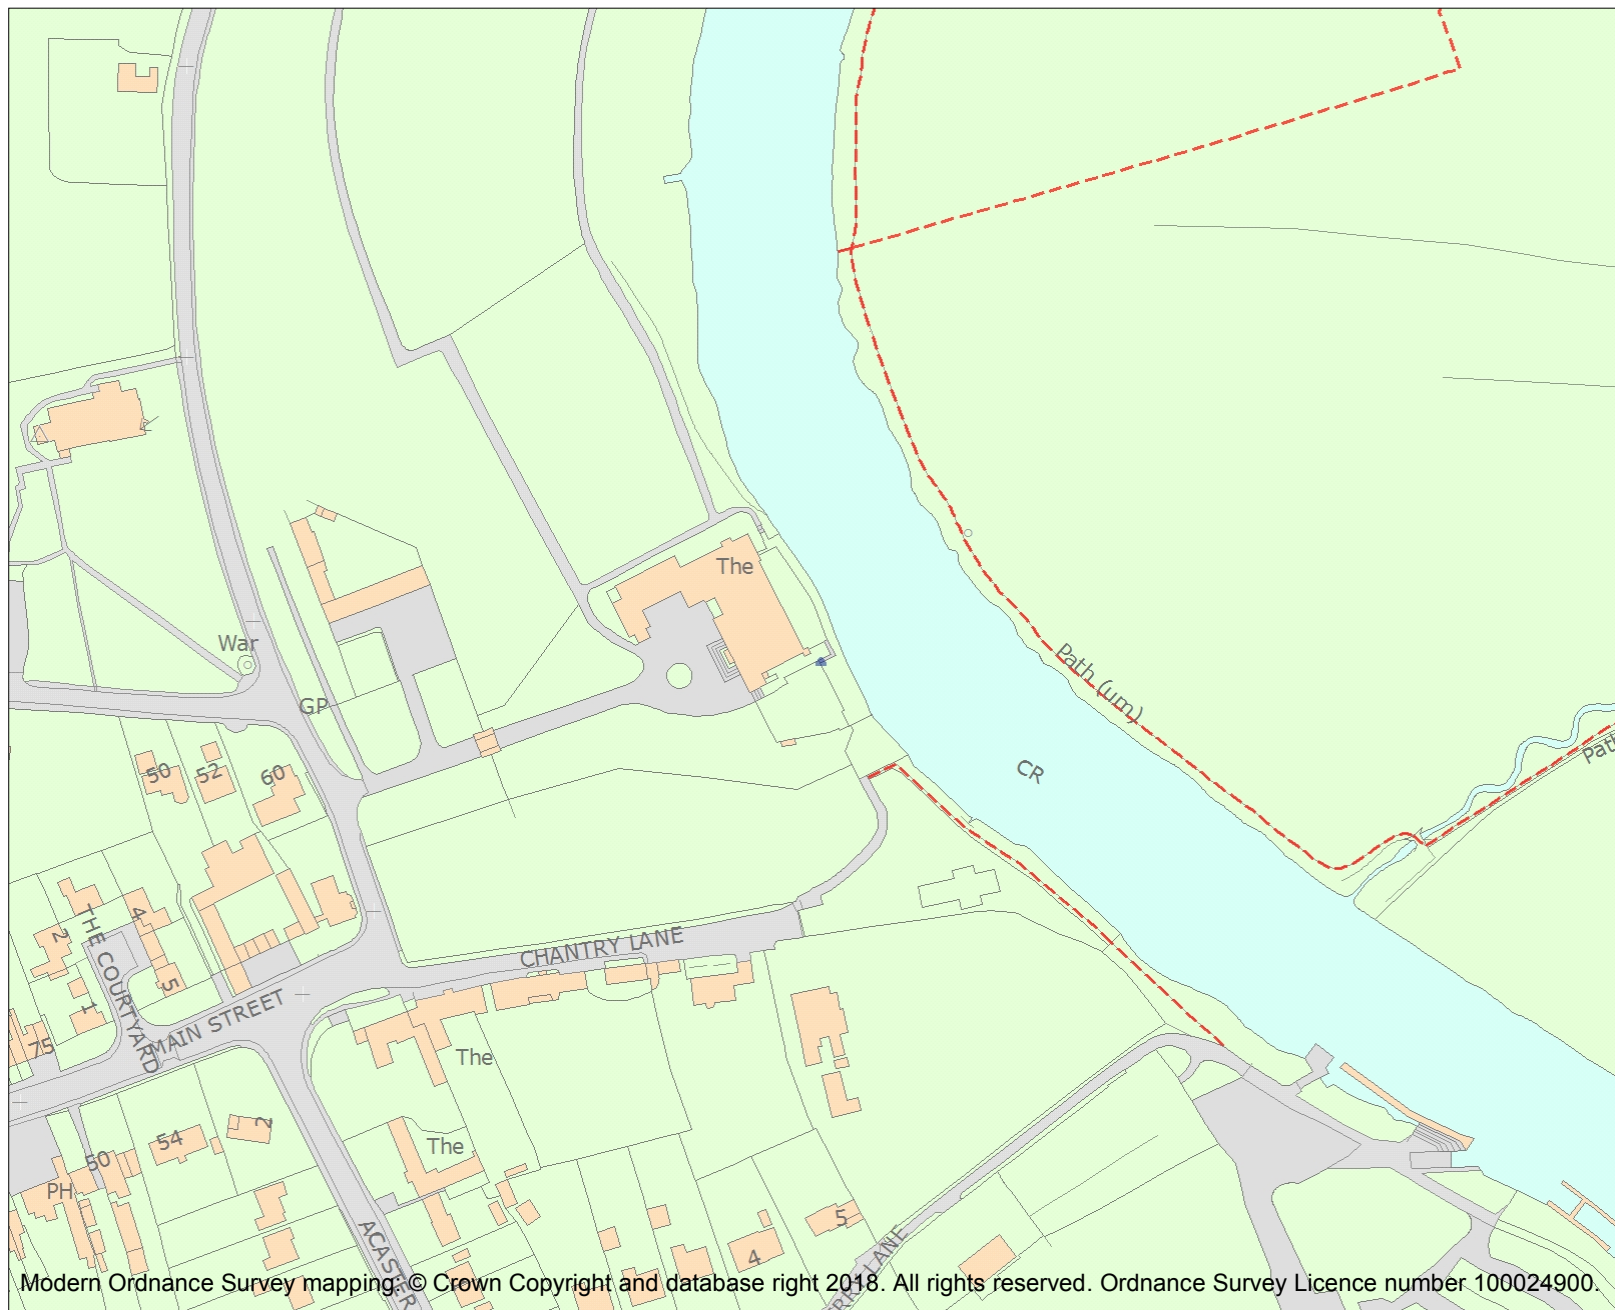 The
War
GP
Path (um)
Path
CR
50
52
60
CHANTRY LANE
4
2
THE COURTYARD
5
1
MAIN STREET
75
The
The
54
2
50
PH
5
4
ACASTER
LANE
Modern Ordnance Survey mapping: © Crown Copyright and database right 2018. All rights reserved. Ordnance Survey Licence number 100024900.